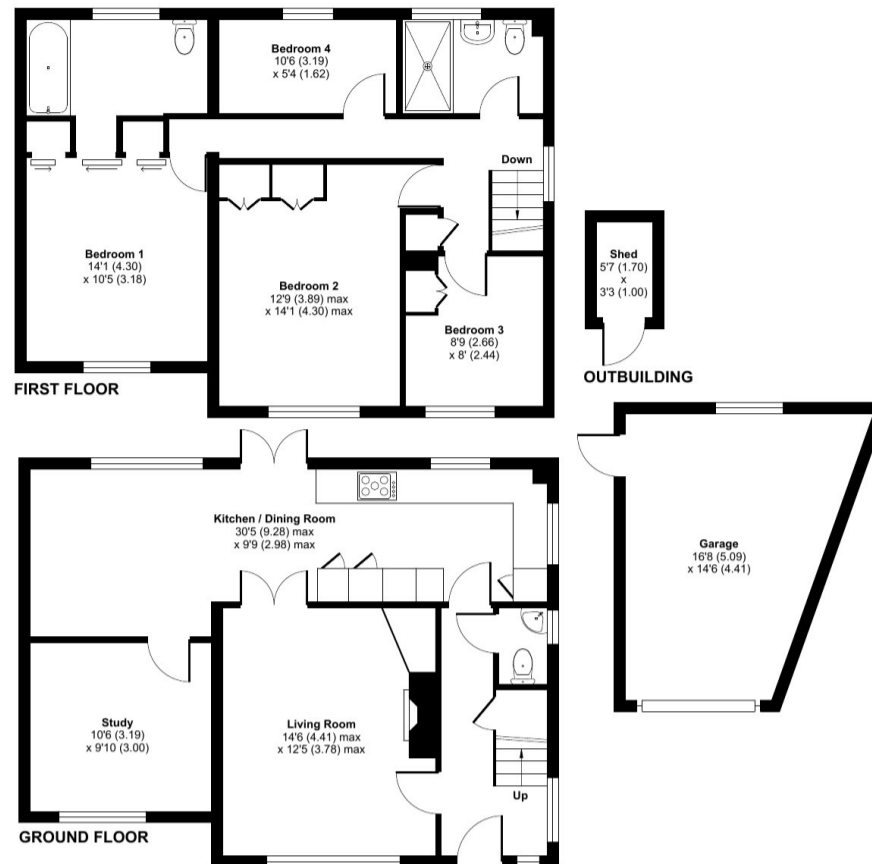 Bedroom 4
10'6 (3.19)
x 5'4 (1.62)
Down
Bedroom 1
14'1 (4.30)
x 10'5 (3.18)
Bedroom 2
12'9 (3.89) max
x 14'1 (4.30) max
Bedroom 3
8'9 (2.66)
x 8' (2.44)
FIRST FLOOR
Shed
5'7 (1.70)
x
3'3 (1.00)
OUTBUILDING
Kitchen / Dining Room
30'5 (9.28) max
x 9'9 (2.98) max
Garage
16'8 (5.09)
x 14'6 (4.41)
Study
10'6 (3.19)
x 9'10 (3.00)
Living Room
14'6 (4.41) max
x 12'5 (3.78) max
Up
GROUND FLOOR